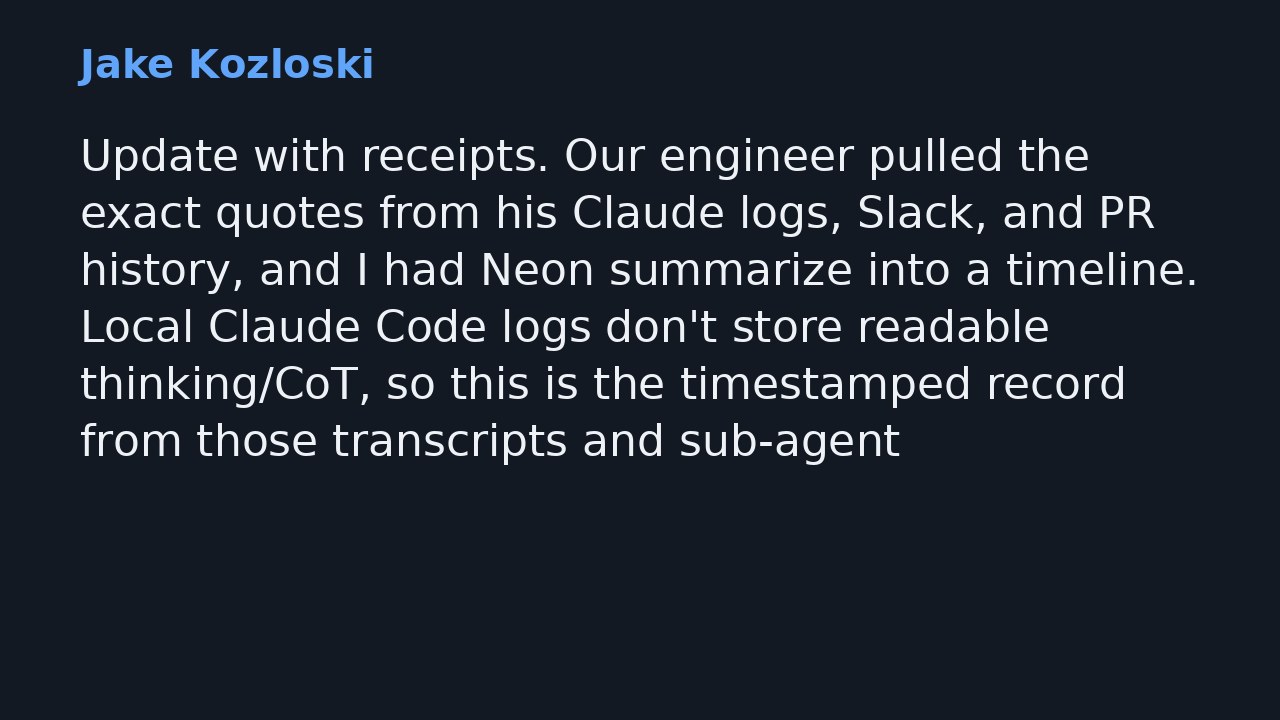 Jake Kozloski
Update with receipts. Our engineer pulled the
exact quotes from his Claude logs, Slack, and PR
history, and I had Neon summarize into a timeline.
Local Claude Code logs don't store readable
thinking/CoT, so this is the timestamped record
from those transcripts and sub-agent